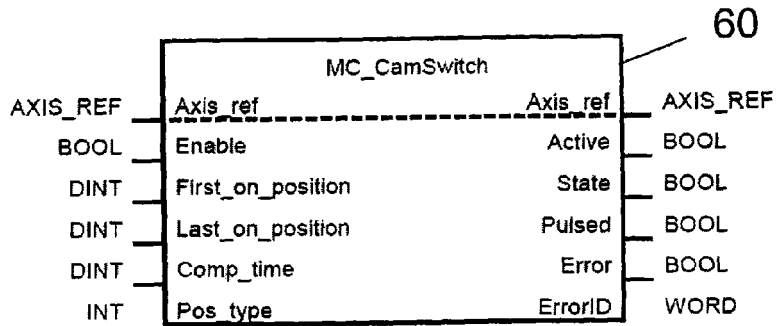 60
MC_CamSwitch
AXIS_REF Axis_ref Axis_ref AXIS_REF
BOOL Enable Active BOOL
DINT First_on_position State BOOL
DINT Last_on_position Pulsed BOOL
DINT Comp_time Error BOOL
INT Pos_type ErrorID WORD